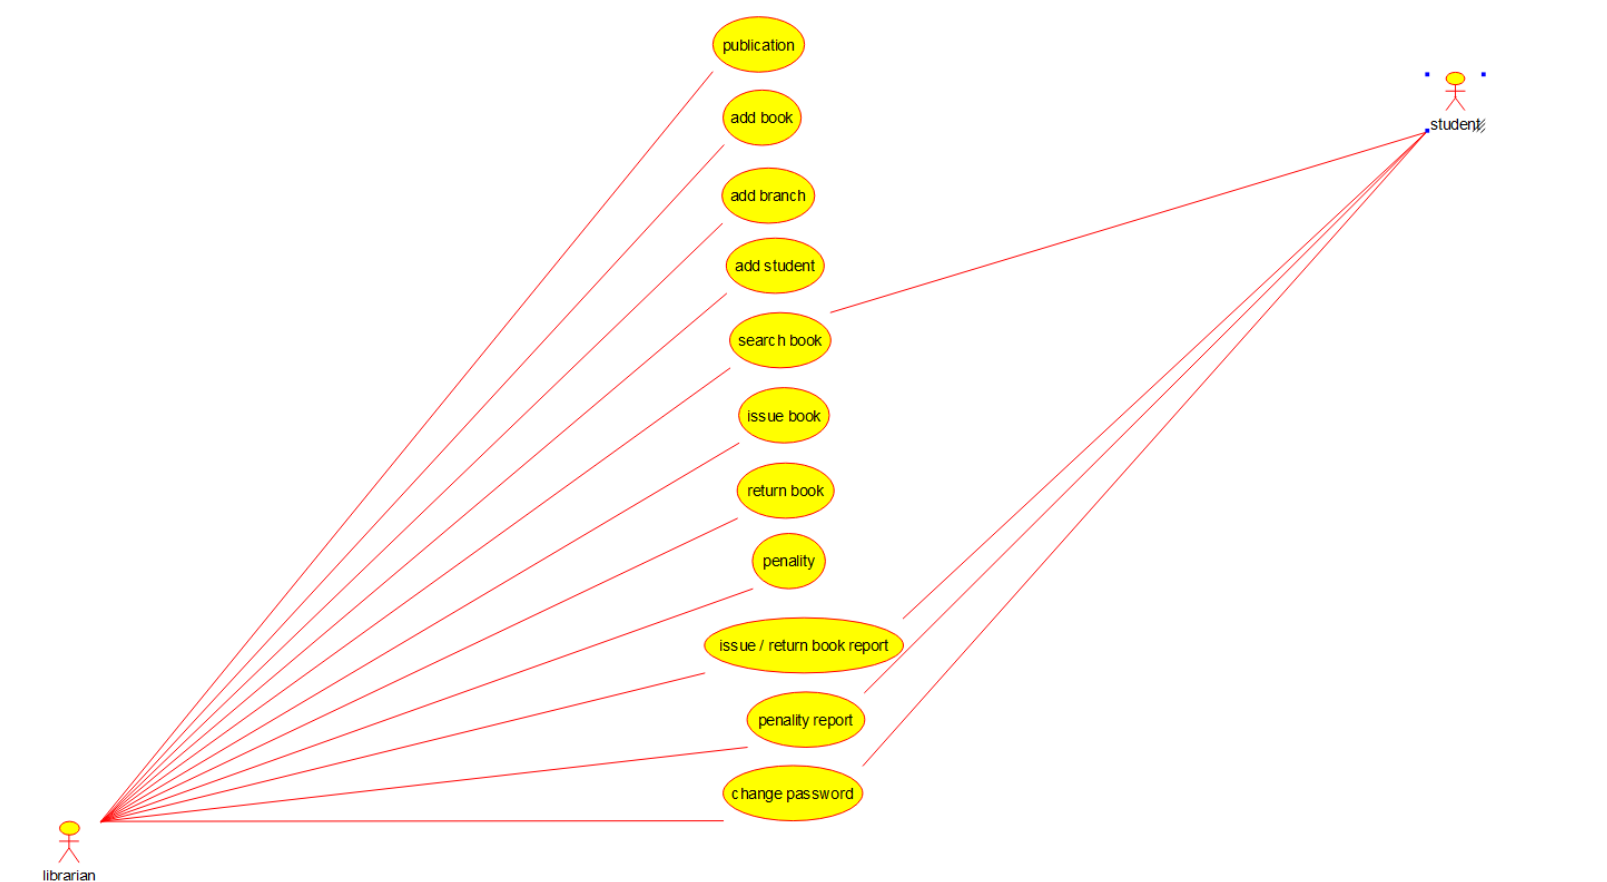 publication
add book
student
add branch
add student
search book
issue book
return book
penality
issue / return book report
penality report
change password
librarian